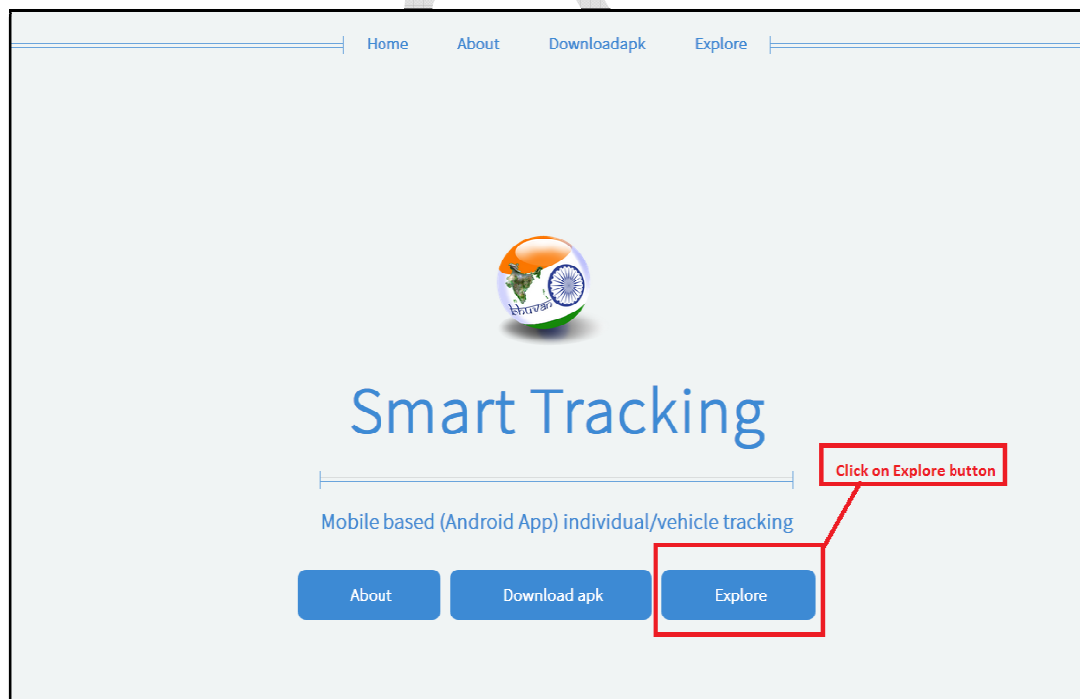 Home About Downloadapk Explore
bhuvan
Smart Tracking
Click on Explore button
Mobile based (Android App) individual/vehicle tracking
About Download apk Explore